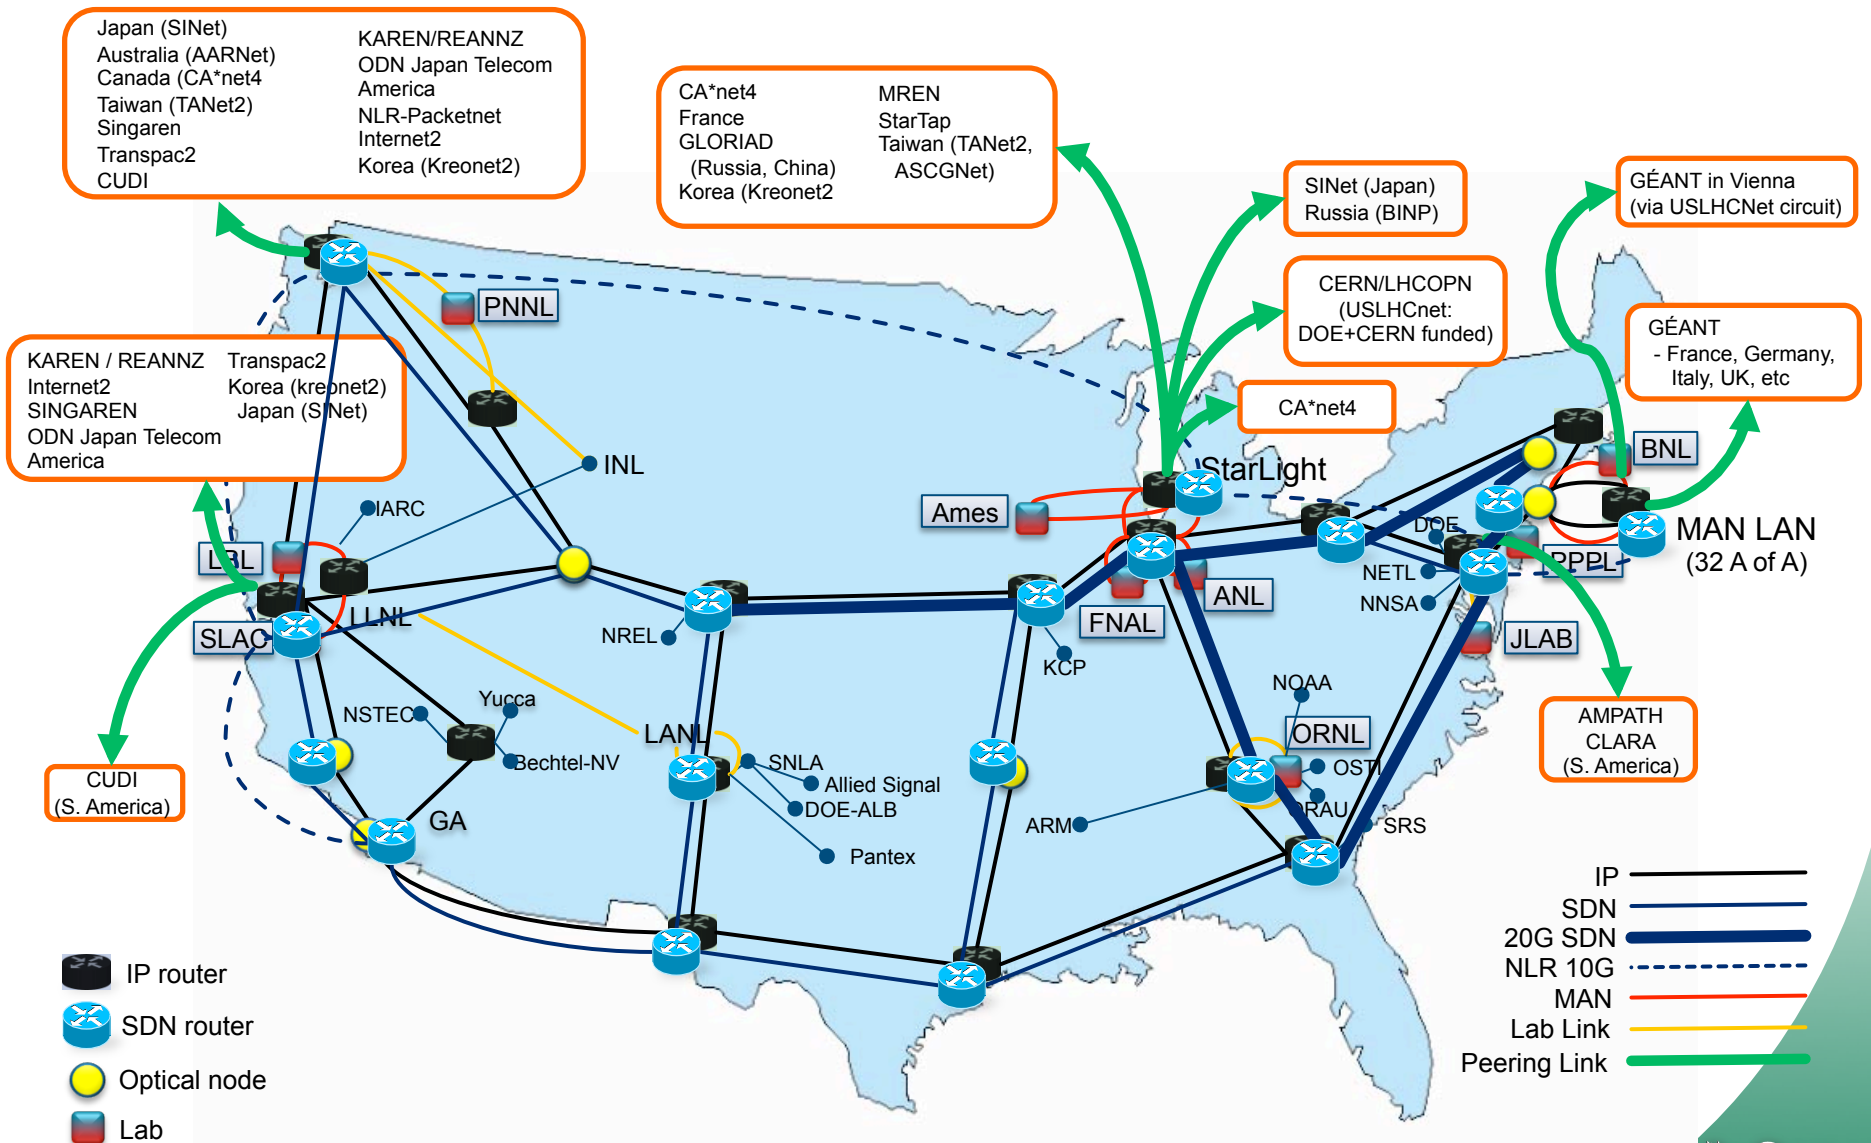 Japan (SINet)
Australia (AARNet)
Canada (CA*net4
Taiwan (TANet2)
Singaren
Transpac2
CUDI
KAREN/REANNZ
ODN Japan Telecom
America
NLR-Packetnet
Internet2
Korea (Kreonet2)
CA*net4
France
GLORIAD
(Russia, China)
Korea (Kreonet2
MREN
StarTap
Taiwan (TANet2,
ASCGNet)
SINet (Japan)
Russia (BINP)
GÉANT in Vienna
(via USLHCNet circuit)
CERN/LHCOPN
(USLHCnet:
DOE+CERN funded)
GÉANT
- France, Germany,
Italy, UK, etc
CA*net4
KAREN / REANNZ
Internet2
SINGAREN
ODN Japan Telecom
America
Transpac2
Korea (kreonet2)
Japan (SINet)
PNNL
INL
IARC
LBL
LLNL
SLAC
NSTEC
Yucca
Bechtel-NV
GA
CUDI
(S. America)
NREL
LANL
SNLA
Allied Signal
DOE-ALB
Pantex
KCP
Ames
StarLight
FNAL
ANL
NOAA
ORNL
OSTI
ORAU
ARM
SRS
DOE
NETL
NNSA
JLAB
PPPL
BNL
MAN LAN
(32 A of A)
AMPATH
CLARA
(S. America)
IP router
SDN router
Optical node
Lab
IP
SDN
20G SDN
NLR 10G
MAN
Lab Link
Peering Link